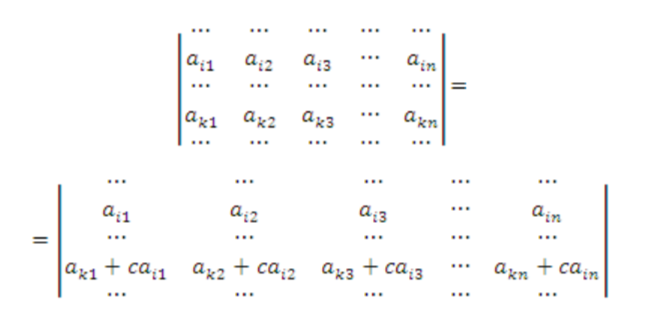 … … … … …
a_{i1} a_{i2} a_{i3} … a_{in}
… … … … … =
a_{k1} a_{k2} a_{k3} … a_{kn}
… … … … …
… … … … …
a_{i1} a_{i2} a_{i3} … a_{in}
= … … … … …
a_{k1} + ca_{i1} a_{k2} + ca_{i2} a_{k3} + ca_{i3} … a_{kn} + ca_{in}
… … … … …